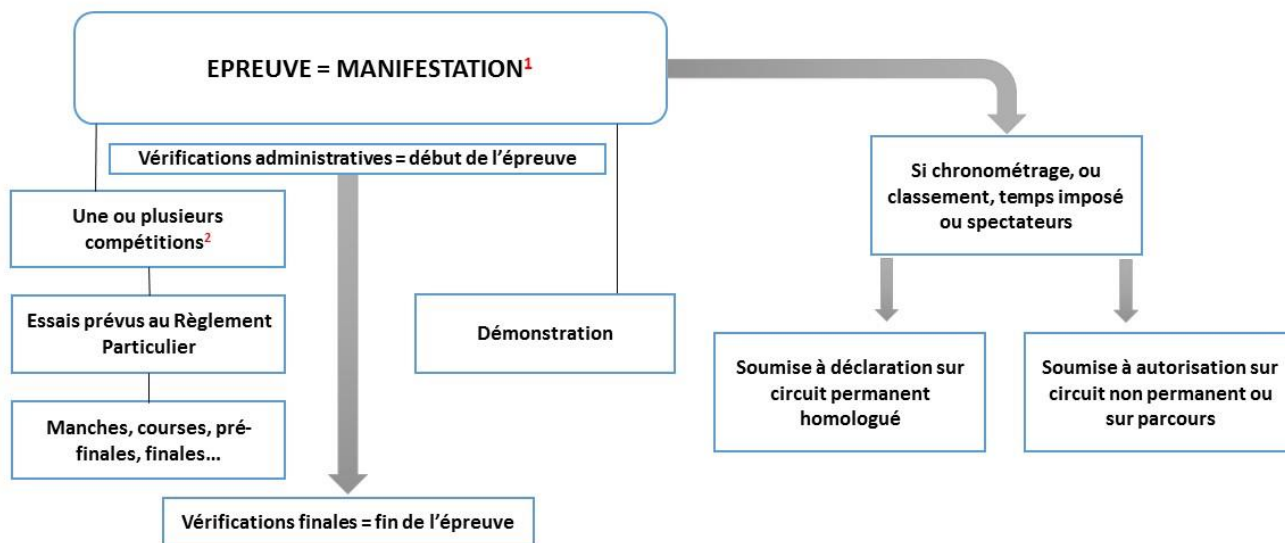 EPREUVE = MANIFESTATION¹
Vérifications administratives = début de l’épreuve
Une ou plusieurs
compétitions²
Essais prévus au Règlement
Particulier
Manches, courses, pré-
finales, finales...
Démonstration
Vérifications finales = fin de l’épreuve
Si chronométrage, ou
classement, temps imposé
ou spectateurs
Soumise à déclaration sur
circuit permanent
homologué
Soumise à autorisation sur
circuit non permanent ou
sur parcours